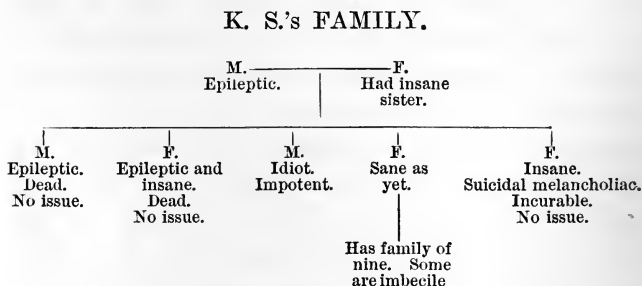 K. S.'s FAMILY.
M. F.
Epileptic. Had insane
sister.
M. F. M. F. F.
Epileptic. Epileptic and Idiot. Sane as Insane.
Dead. insane. Impotent. yet. Suicidal melancholiac.
No issue. Dead. Incurable.
No issue. No issue.
Has family of
nine. Some
are imbecile